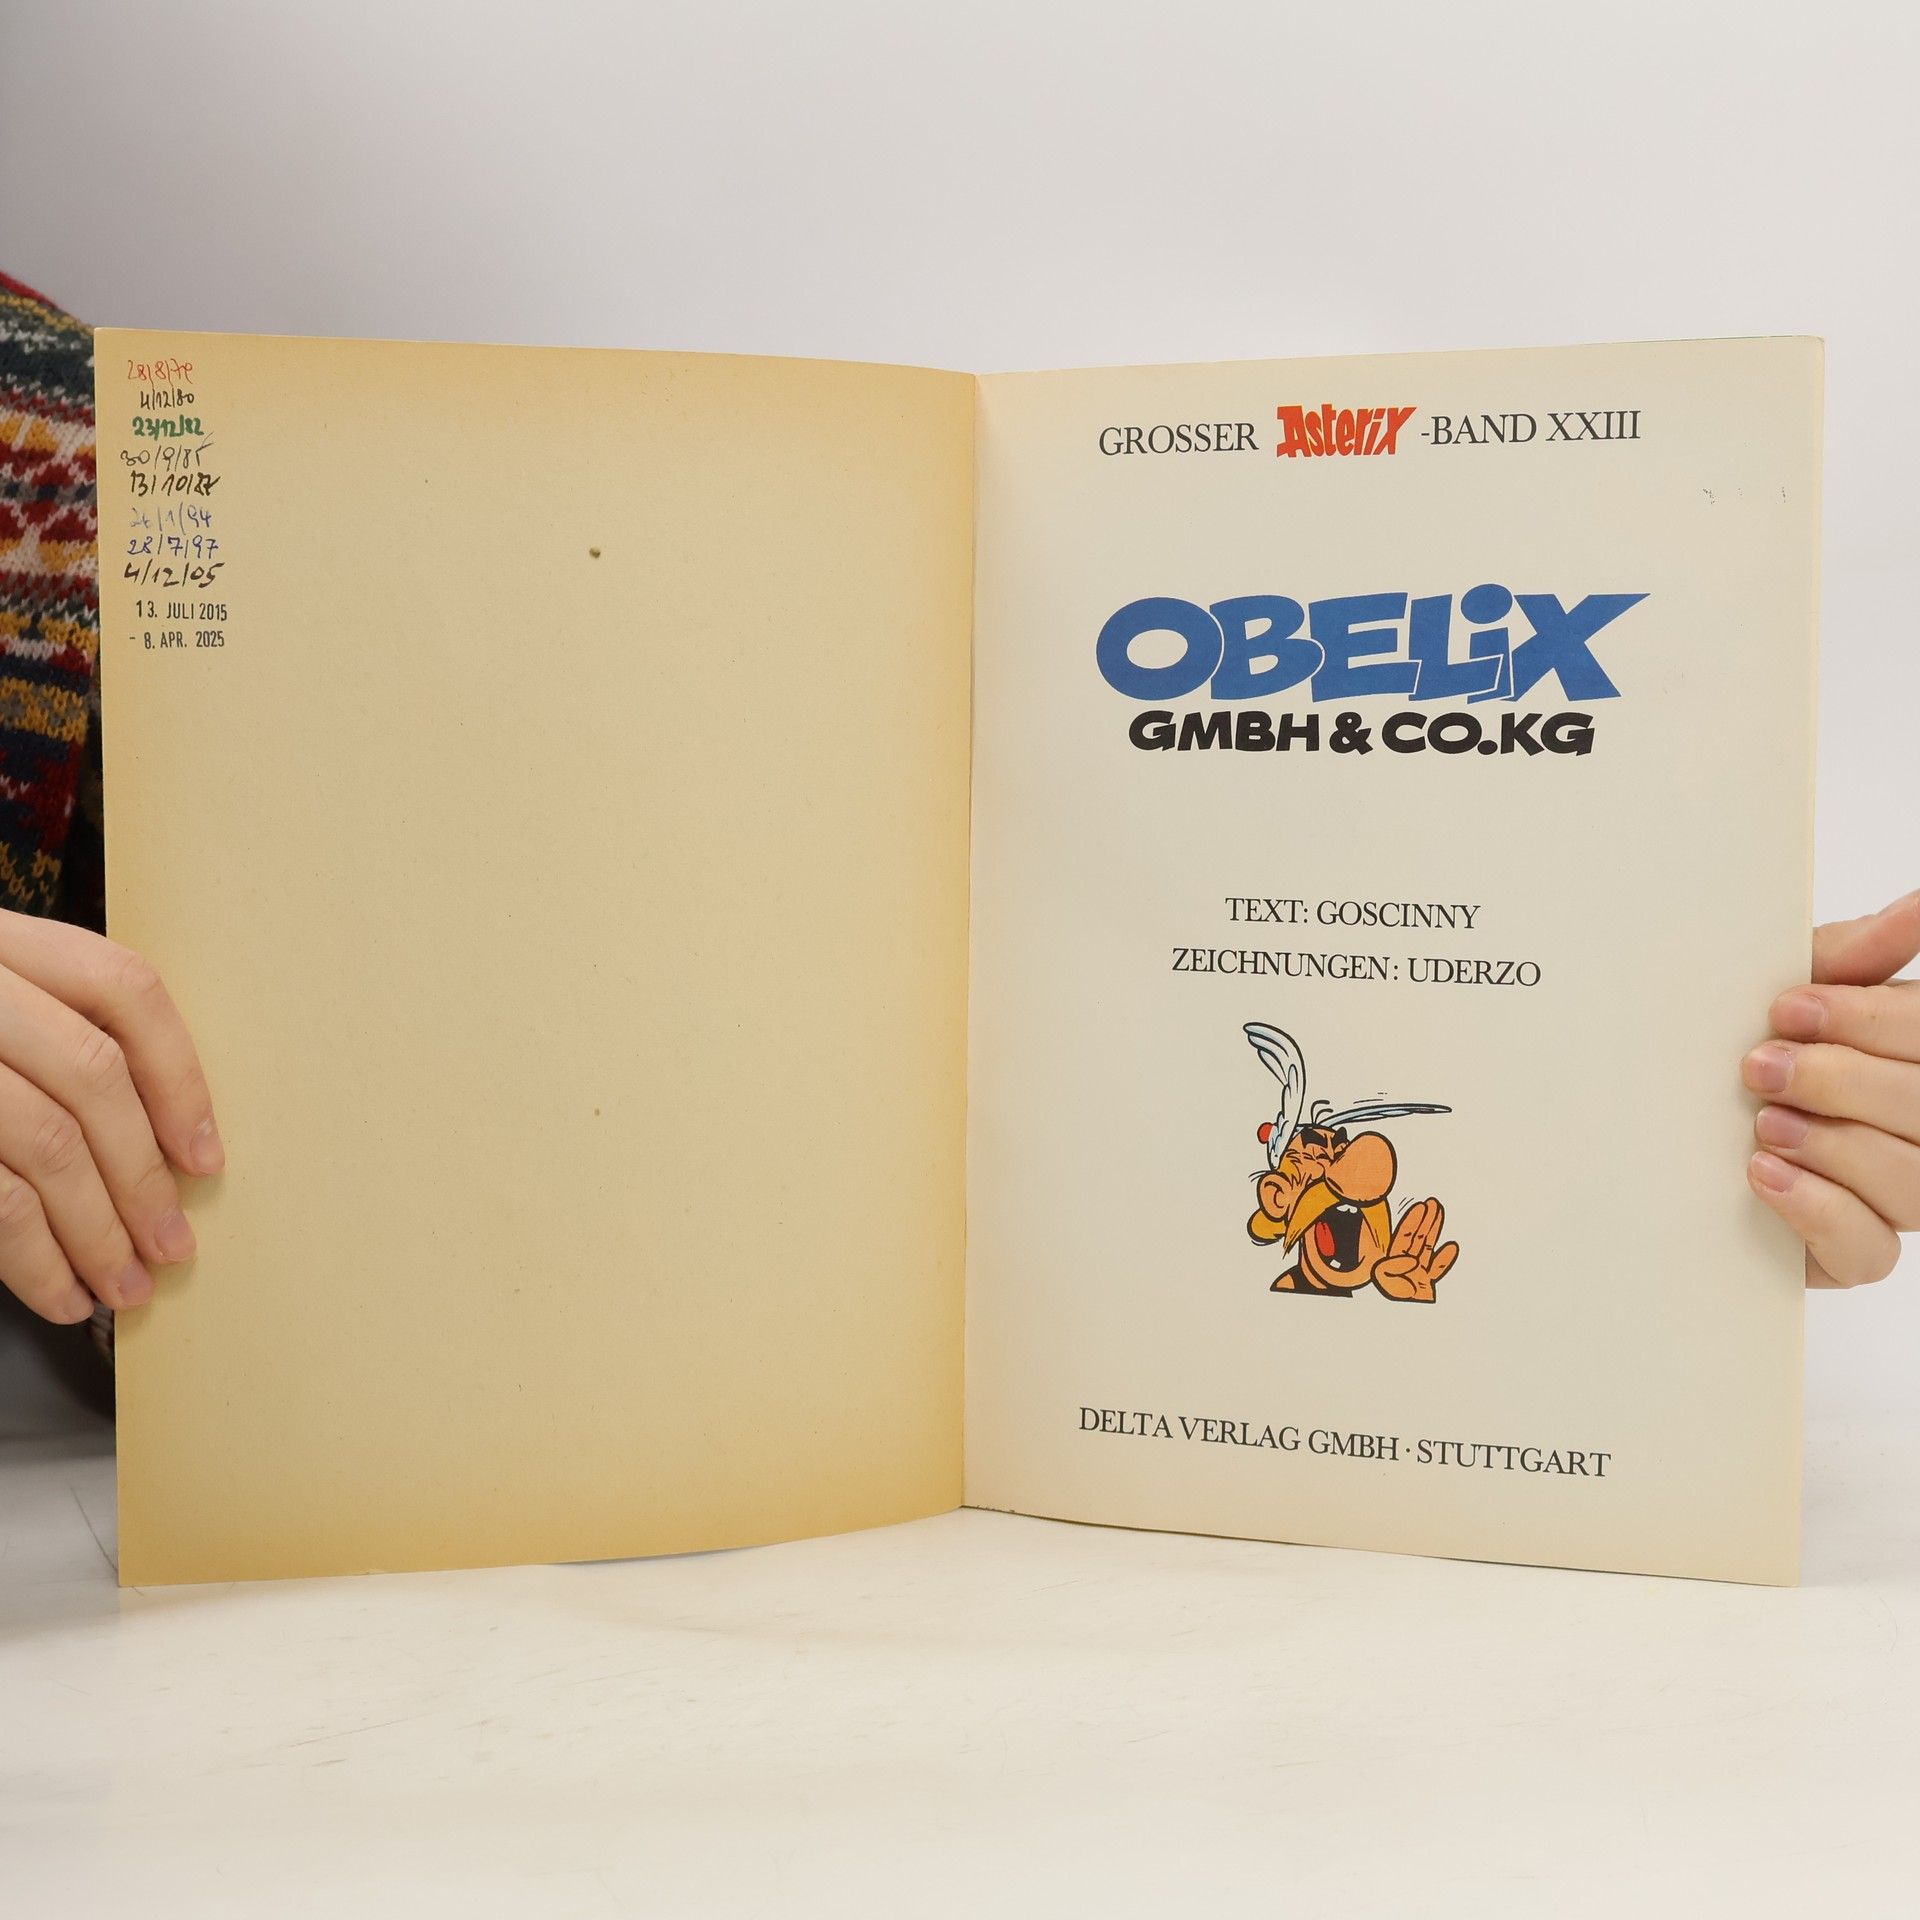 28/8/79
4/12/80
23/12/82
30/9/85
13/10/87
26/1/94
28/7/97
4/12/05
13. JULI 2015
- 8. APR. 2025
GROSSER Asterix -BAND XXIII
OBELiX
GMBH & CO.KG
TEXT: GOSCINNY
ZEICHNUNGEN: UDERZO
DELTA VERLAG GMBH · STUTTGART